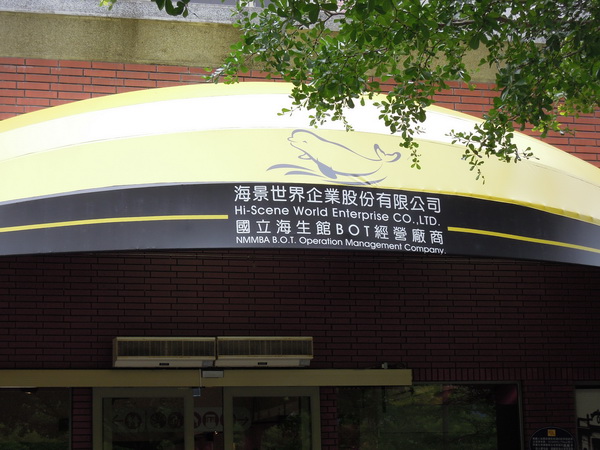 海景世界企業股份有限公司
Hi-Scene World Enterprise CO.,LTD.
國立海生館BOT經營廠商
NMMBA B.O.T. Operation Management Company.